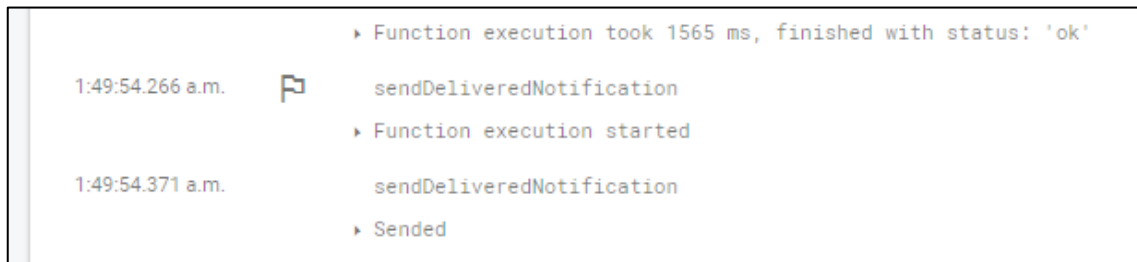 Function execution took 1565 ms, finished with status: 'ok'
1:49:54.266 a.m. sendDeliveredNotification
Function execution started
1:49:54.371 a.m. sendDeliveredNotification
Sended